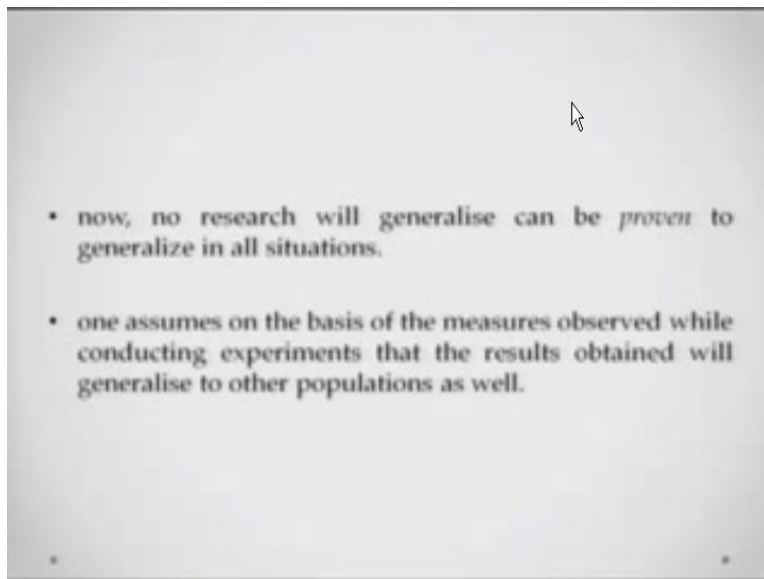 • now, no research will generalise can be proven to
generalize in all situations.
• one assumes on the basis of the measures observed while
conducting experiments that the results obtained will
generalise to other populations as well.